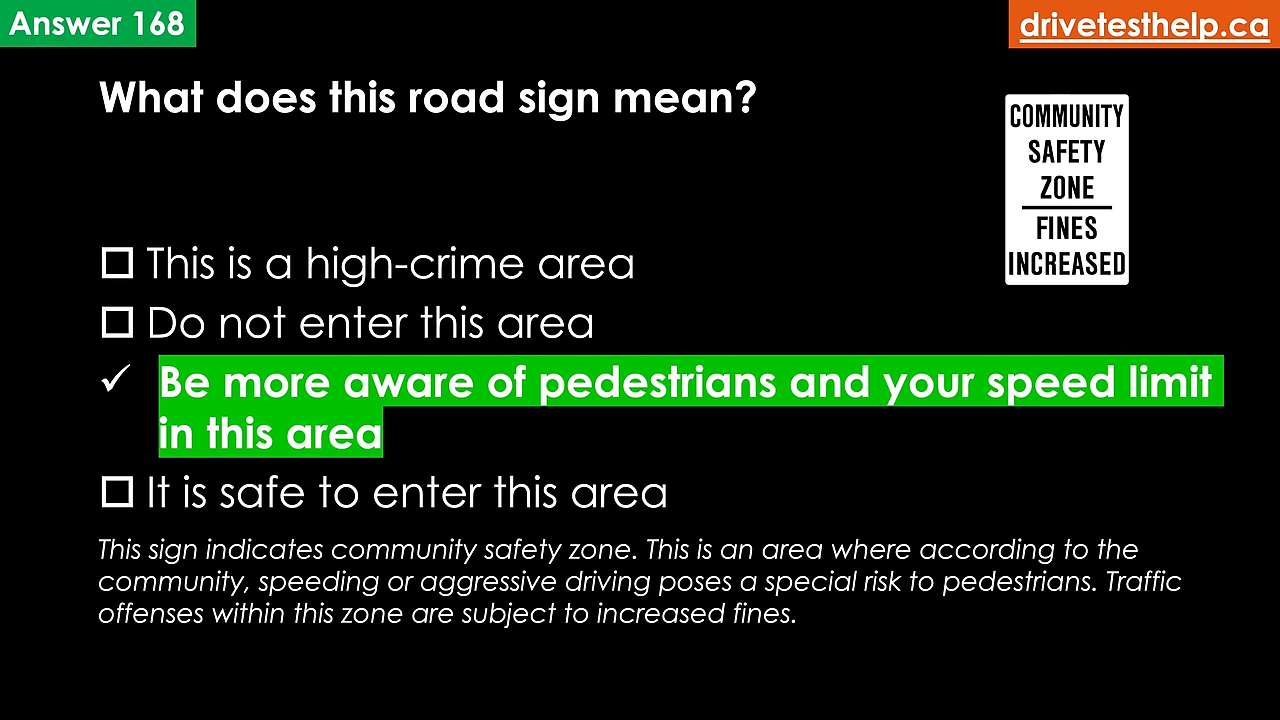 Answer 168
drivetesthelp.ca
What does this road sign mean?
COMMUNITY
SAFETY
ZONE
FINES
INCREASED
This is a high-crime area
Do not enter this area
Be more aware of pedestrians and your speed limit
in this area
It is safe to enter this area
This sign indicates community safety zone. This is an area where according to the
community, speeding or aggressive driving poses a special risk to pedestrians. Traffic
offenses within this zone are subject to increased fines.